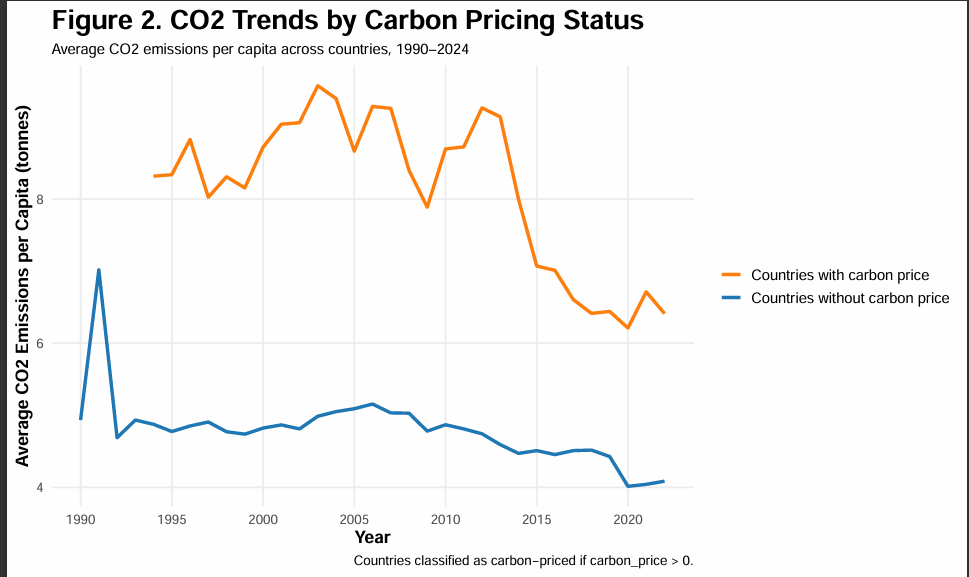 Figure 2. CO2 Trends by Carbon Pricing Status
Average CO2 emissions per capita across countries, 1990–2024
Average CO2 Emissions per Capita (tonnes)
8
6
4
1990 1995 2000 2005 2010 2015 2020
Year
Countries with carbon price
Countries without carbon price
Countries classified as carbon−priced if carbon_price > 0.